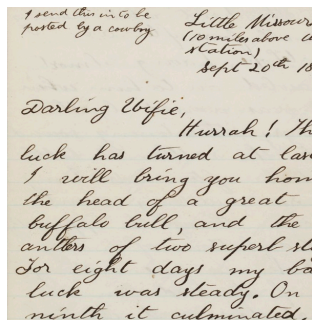 I send this in to be
posted by a cowboy
Little Missour
(10 miles above
station)
Sept 20th 18
Darling Wifie,
Hurrah! Th
luck has turned at las
I will bring you hom
the head of a great
buffalo bull, and the
antlers of two superb st
For eight days my ba
luck was steady. On
ninth it culminated,